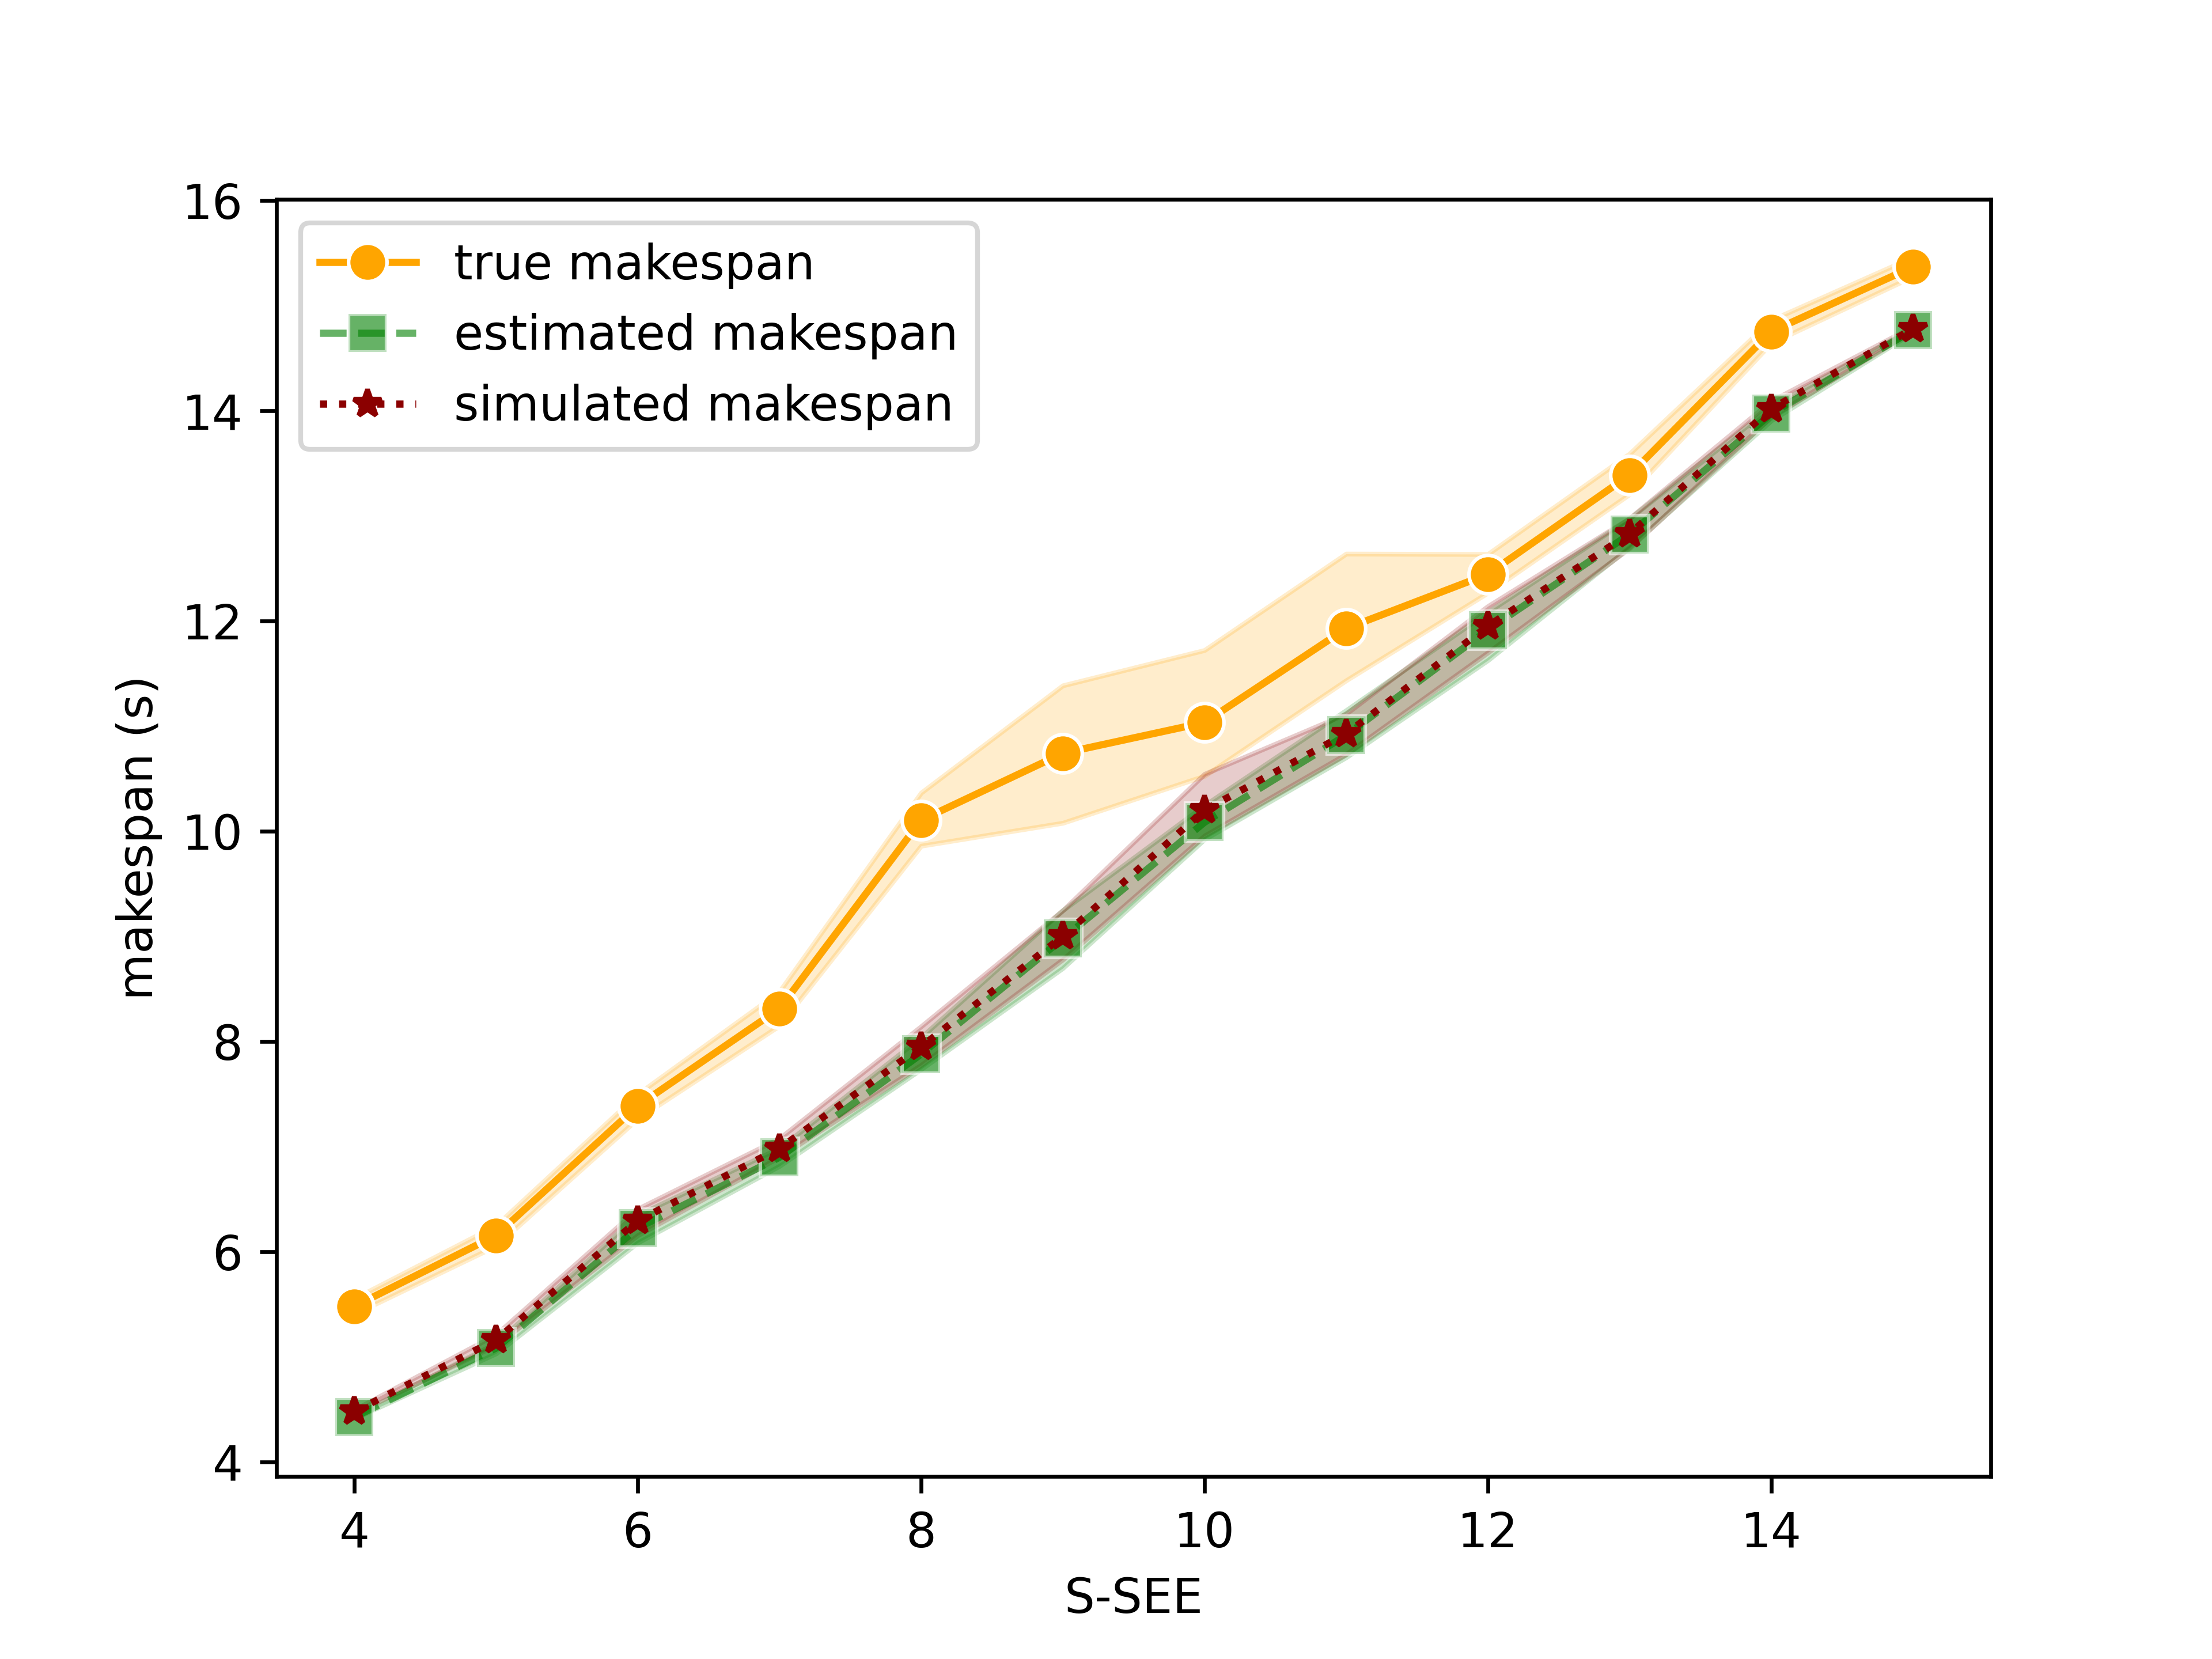 16
14
12
10
8
6
4
makespan (s)
true makespan
estimated makespan
simulated makespan
4 6 8 10 12 14
S-SEE